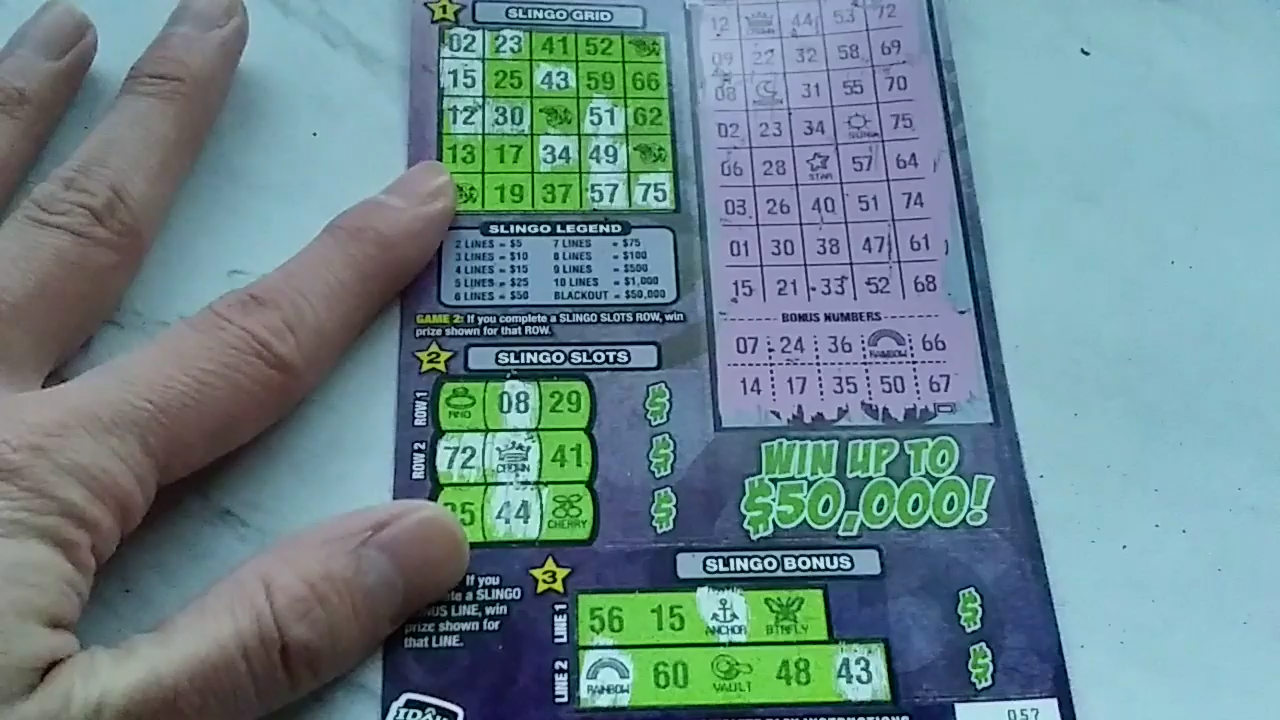 1 SLINGO GRID
02 23 41 52
15 25 43 59 66
12 30 51 62
13 17 34 49
19 37 57 75
SLINGO LEGEND
2 LINES = $5 7 LINES = $75
3 LINES = $10 8 LINES = $100
4 LINES = $15 9 LINES = $500
5 LINES = $25 10 LINES = $1,000
6 LINES = $50 BLACKOUT = $50,000
GAME 2: If you complete a SLINGO SLOTS ROW, win
prize shown for that ROW.
2 SLINGO SLOTS
ROW 1 08 29 $
ROW 2 72 CROWN 41 $
44 CHERRY $
12 CROWN 44 53 72
09 22 32 58 69
08 31 55 70
02 23 34 75
06 28 STAR 57 64
03 26 40 51 74
01 30 38 47 61
15 21 33 52 68
BONUS NUMBERS
07 24 36 RAINBOW 66
14 17 35 50 67
WIN UP TO
$50,000!
3 SLINGO BONUS
If you
SLINGO
LINE, win
prize shown for
that LINE.
LINE 1 56 15 ANCHOR BTRFLY $
LINE 2 RAINBOW 60 VAULT 48 43 $
057